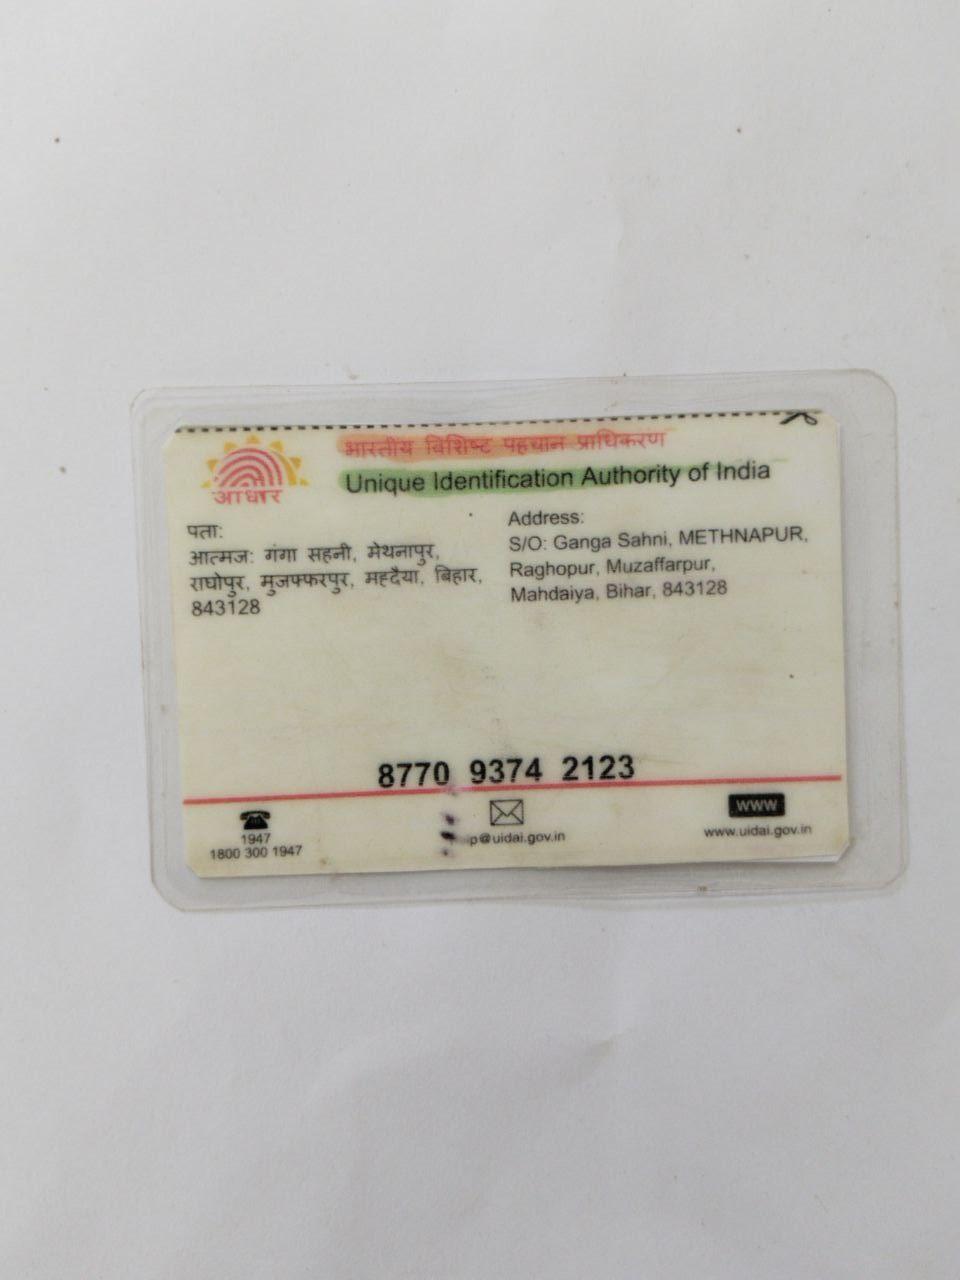 भारतीय विशिष्ट पहचान प्राधिकरण
Unique Identification Authority of India
आधार
पता:
आत्मज: गंगा सहनी, मेथनापुर,
राघोपुर, मुजफ्फरपुर, मह्दैया, बिहार,
843128
Address:
S/O: Ganga Sahni, METHNAPUR,
Raghopur, Muzaffarpur,
Mahdaiya, Bihar, 843128
8770 9374 2123
1947
1800 300 1947
p@uidai.gov.in
WWW
www.uidai.gov.in